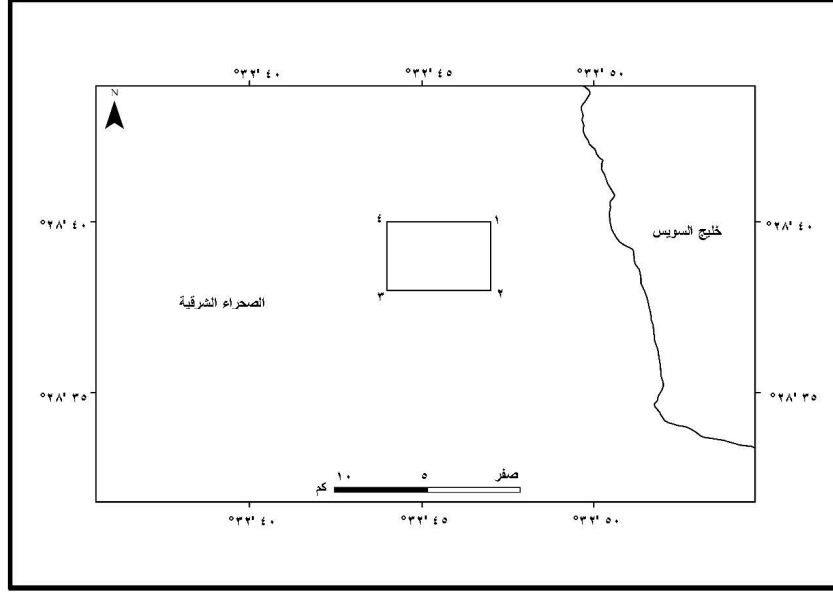 °٣٢' ٤٠ °٣٢' ٤٥ °٣٢' ٥٠
N
٤ ١
°٢٨' ٤٠ °٢٨' ٤٠
خليج السويس
٣ ٢
الصحراء الشرقية
°٢٨' ٣٥ °٢٨' ٣٥
صفر ٥ ١٠
كم
°٣٢' ٤٠ °٣٢' ٤٥ °٣٢' ٥٠